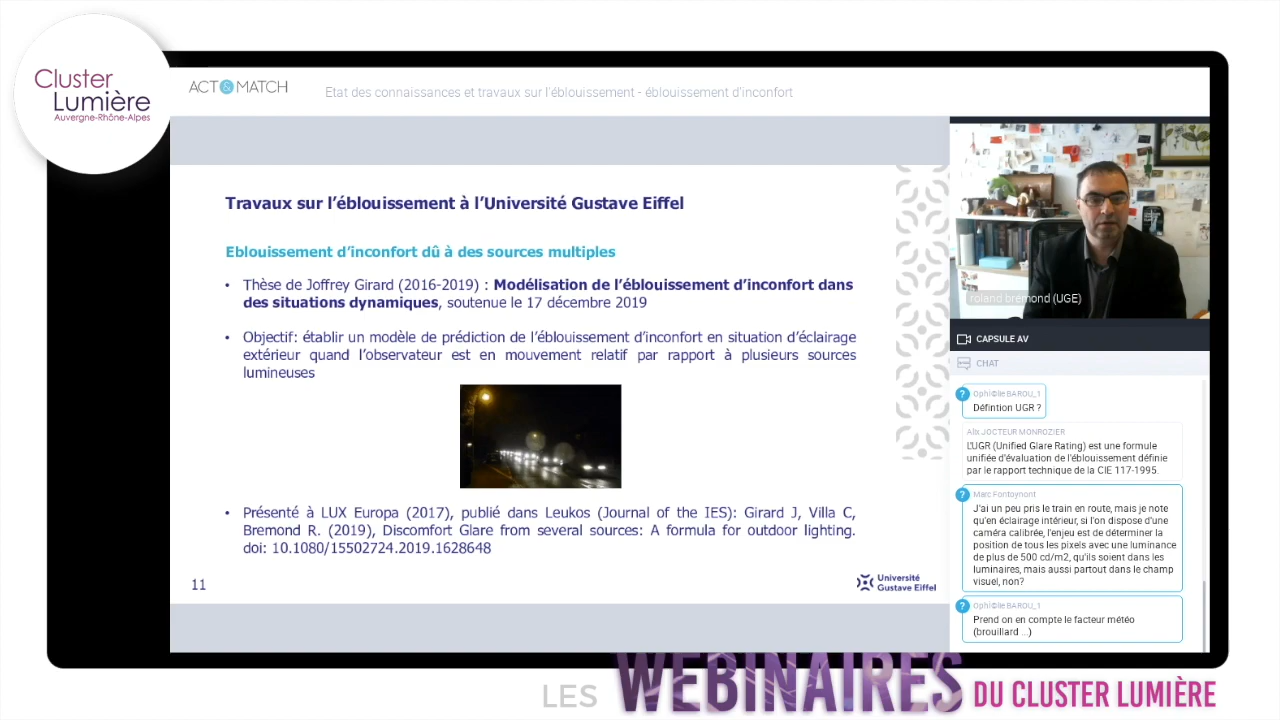 Cluster
Lumière
Auvergne-Rhône-Alpes
ACT & MATCH
Etat des connaissances et travaux sur l'éblouissement - éblouissement d'inconfort
Travaux sur l'éblouissement à l'Université Gustave Eiffel
Eblouissement d'inconfort dû à des sources multiples
• Thèse de Joffrey Girard (2016-2019) : Modélisation de l'éblouissement d'inconfort dans
des situations dynamiques, soutenue le 17 décembre 2019
• Objectif: établir un modèle de prédiction de l'éblouissement d'inconfort en situation d'éclairage
extérieur quand l'observateur est en mouvement relatif par rapport à plusieurs sources
lumineuses
• Présenté à LUX Europa (2017), publié dans Leukos (Journal of the IES): Girard J, Villa C,
Bremond R. (2019), Discomfort Glare from several sources: A formula for outdoor lighting.
doi: 10.1080/15502724.2019.1628648
11
Université
Gustave Eiffel
roland bremond (UGE)
CAPSULE AV
CHAT
? Ophl©lie BAROU_1
Défintion UGR ?
Alix JOCTEUR MONROZIER
L'UGR (Unified Glare Rating) est une formule
unifiée d'évaluation de l'éblouissement définie
par le rapport technique de la CIE 117-1995.
? Marc Fontoynont
J'ai un peu pris le train en route, mais je note
qu'en éclairage intérieur, si l'on dispose d'une
caméra calibrée, l'enjeu est de déterminer la
position de tous les pixels avec une luminance
de plus de 500 cd/m2, qu'ils soient dans les
luminaires, mais aussi partout dans le champ
visuel, non?
? Ophl©lie BAROU_1
Prend on en compte le facteur météo
(brouillard ...)
LES WEBINAIRES DU CLUSTER LUMIÈRE